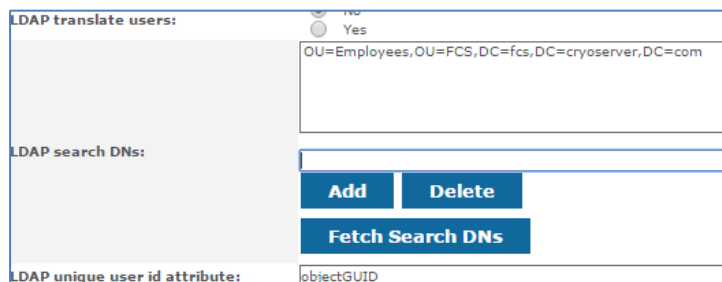 LDAP translate users:
No
Yes
OU=Employees,OU=FCS,DC=fcs,DC=cryoserver,DC=com
LDAP search DNs:
Add Delete
Fetch Search DNs
LDAP unique user id attribute: objectGUID